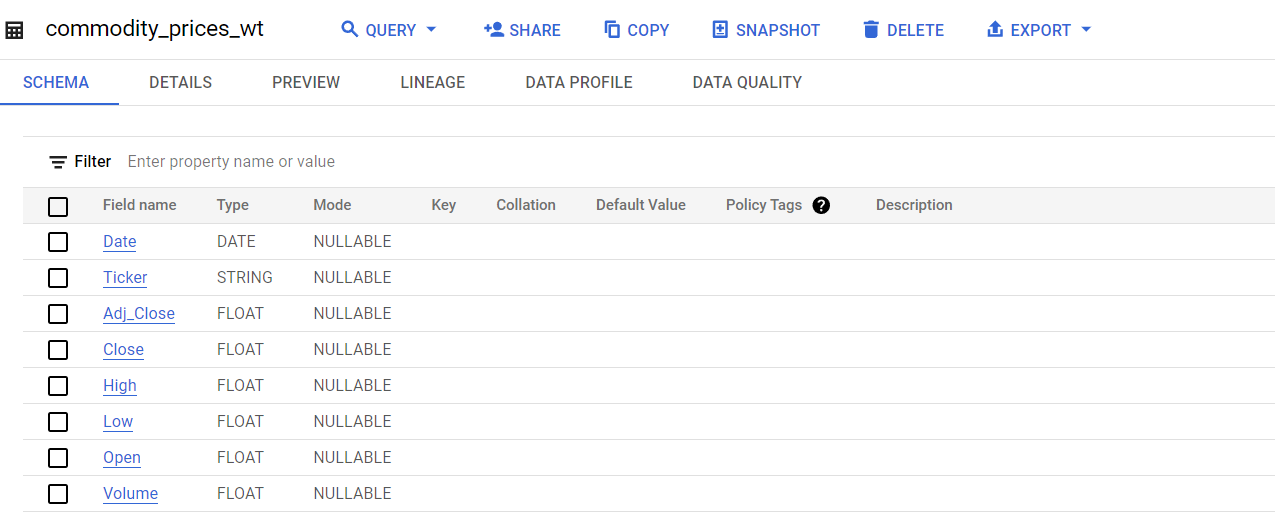 commodity_prices_wt QUERY SHARE COPY SNAPSHOT DELETE EXPORT
SCHEMA DETAILS PREVIEW LINEAGE DATA PROFILE DATA QUALITY
Filter Enter property name or value
Field name Type Mode Key Collation Default Value Policy Tags ? Description
Date DATE NULLABLE
Ticker STRING NULLABLE
Adj_Close FLOAT NULLABLE
Close FLOAT NULLABLE
High FLOAT NULLABLE
Low FLOAT NULLABLE
Open FLOAT NULLABLE
Volume FLOAT NULLABLE